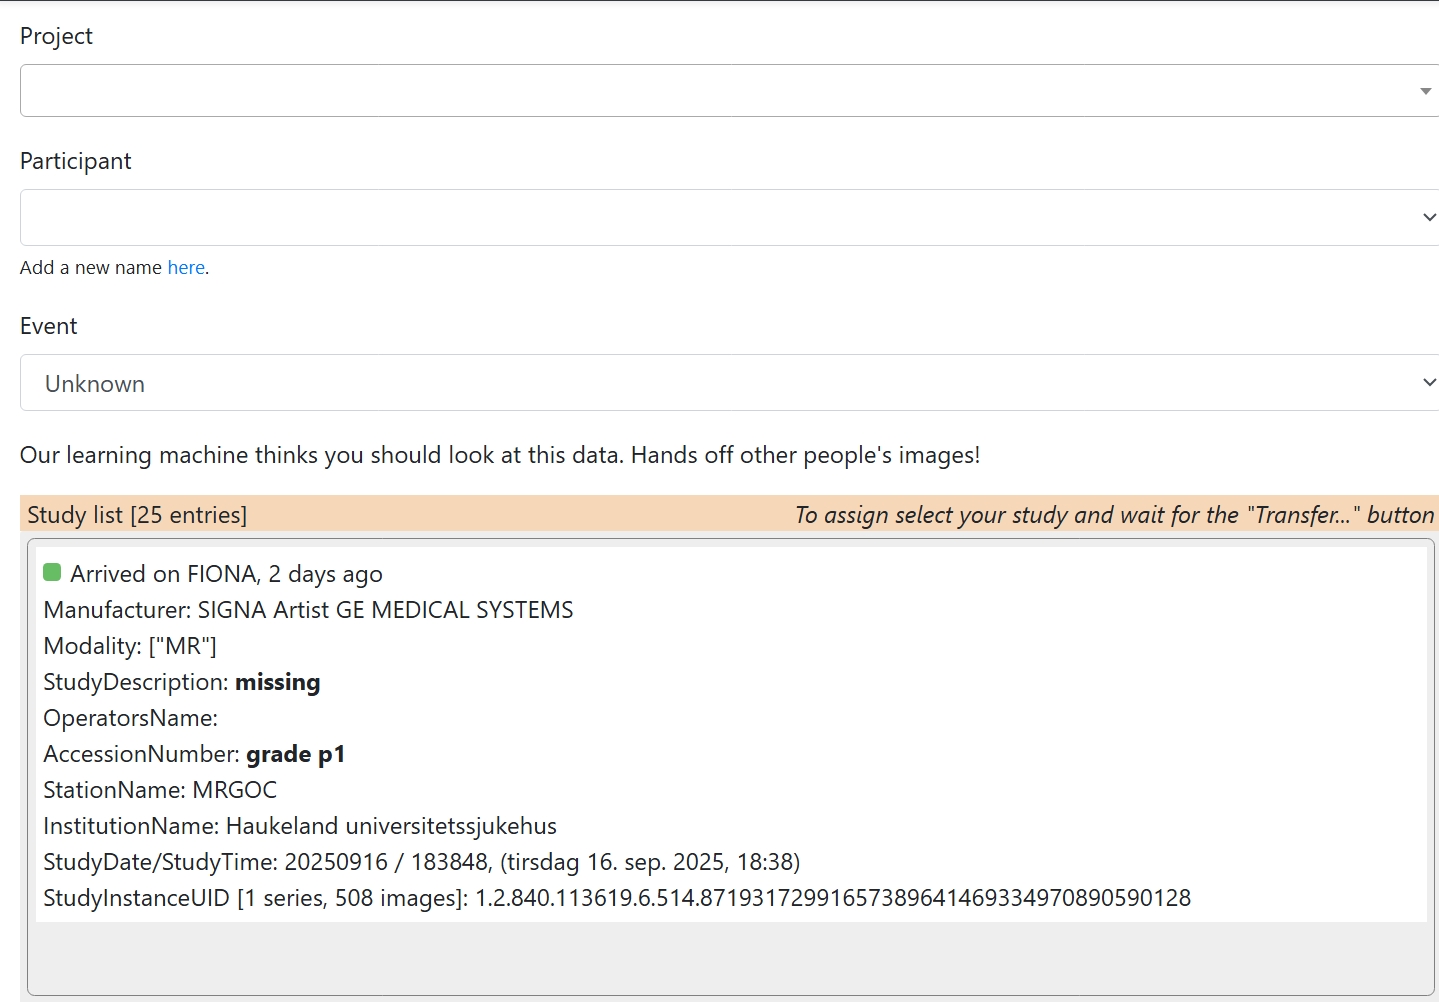 Project
Participant
Add a new name here.
Event
Unknown
Our learning machine thinks you should look at this data. Hands off other people's images!
Study list [25 entries] To assign select your study and wait for the "Transfer..." button
Arrived on FIONA, 2 days ago
Manufacturer: SIGNA Artist GE MEDICAL SYSTEMS
Modality: ["MR"]
StudyDescription: missing
OperatorsName:
AccessionNumber: grade p1
StationName: MRGOC
InstitutionName: Haukeland universitetssjukehus
StudyDate/StudyTime: 20250916 / 183848, (tirsdag 16. sep. 2025, 18:38)
StudyInstanceUID [1 series, 508 images]: 1.2.840.113619.6.514.87193172991657389641469334970890590128